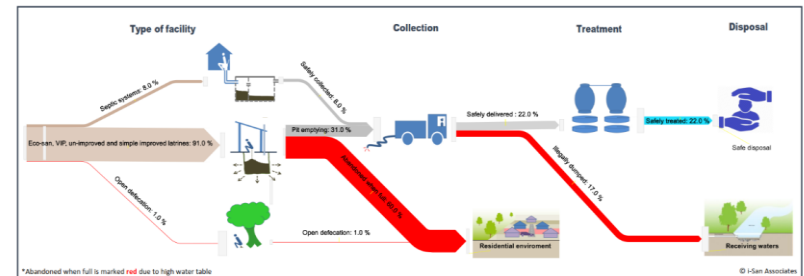 Type of facility
Collection
Treatment
Disposal
Septic systems: 8.0 %
Safely collected: 8.0 %
Safely delivered : 22.0 %
Safely treated: 22.0 %
Safe disposal
Eco-san, VIP, un-improved and simple improved latrines: 91.0 %
Pit emptying: 31.0 %
Illegally dumped: 17.0 %
Open defecation: 1.0 %
Open defecation: 1.0 %
Residential enviroment
Receiving waters
*Abandoned when full is marked red due to high water table
© i-San Associates